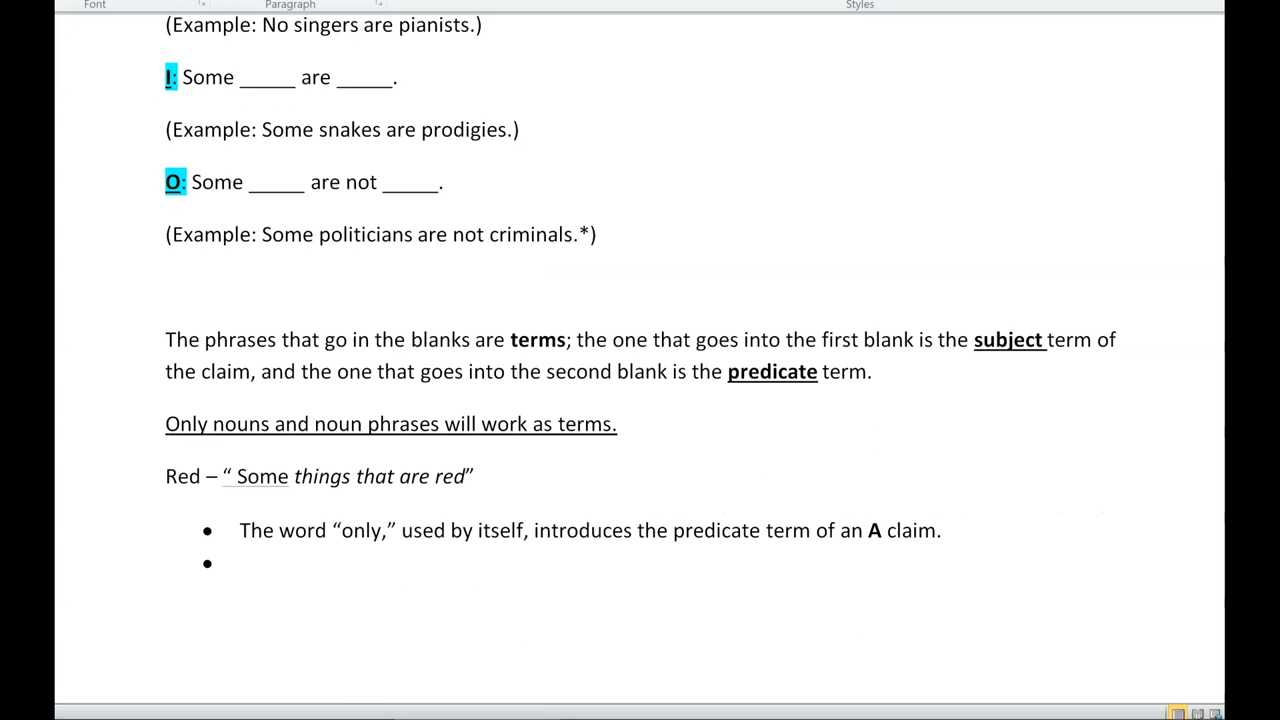 Font Paragraph Styles
(Example: No singers are pianists.)
I: Some _____ are _____.
(Example: Some snakes are prodigies.)
O: Some _____ are not _____.
(Example: Some politicians are not criminals.*)
The phrases that go in the blanks are terms; the one that goes into the first blank is the subject term of
the claim, and the one that goes into the second blank is the predicate term.
Only nouns and noun phrases will work as terms.
Red – “ Some things that are red”
• The word “only,” used by itself, introduces the predicate term of an A claim.
•